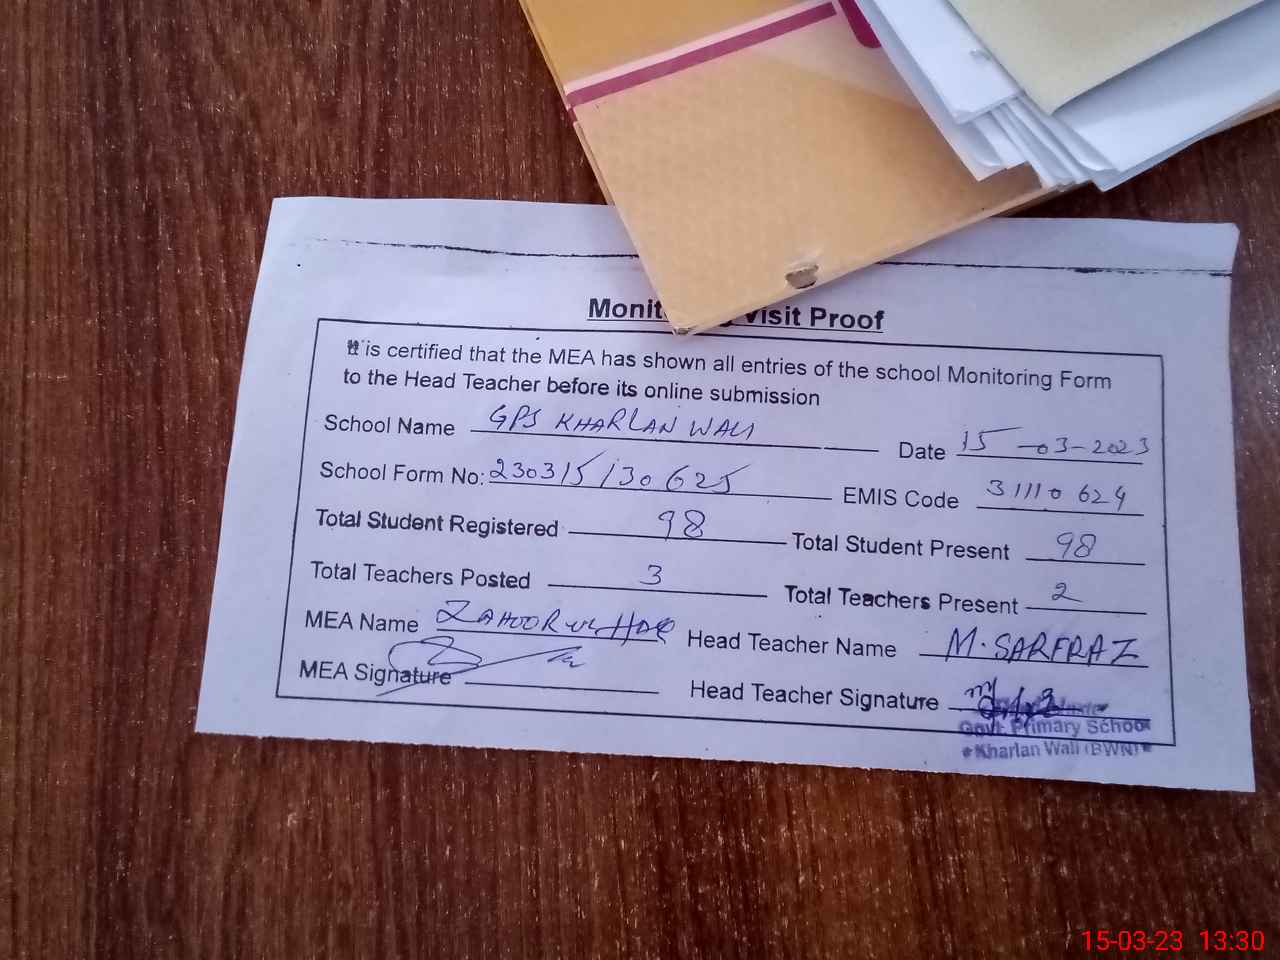 Monit visit Proof
It is certified that the MEA has shown all entries of the school Monitoring Form
to the Head Teacher before its online submission
School Name GPS KHARLAN WALI Date 15-03-2023
School Form No: 230315130625 EMIS Code 31110624
Total Student Registered 98 Total Student Present 98
Total Teachers Posted 3 Total Teachers Present 2
MEA Name ZAHOOR UL HAQ Head Teacher Name M. SARFRAZ
MEA Signature Head Teacher Signature
Govt: Primary School
Kharlan Wali (BWN)
15-03-23 13:30